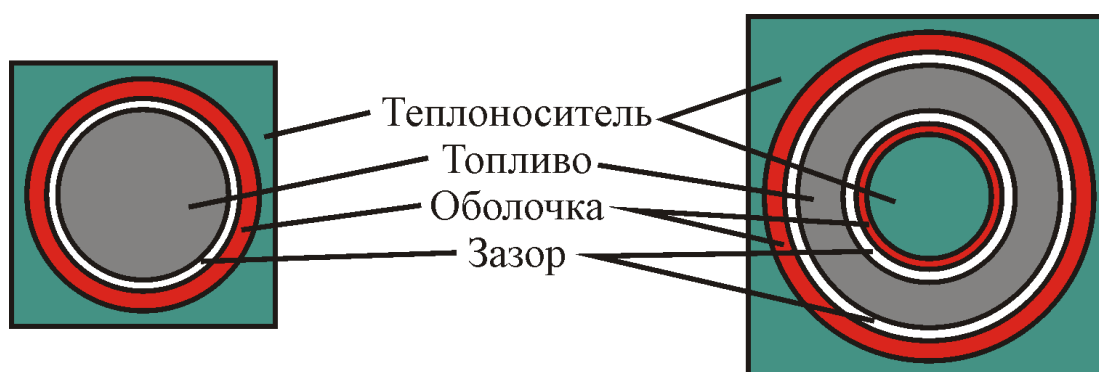 Теплоноситель
Топливо
Оболочка
Зазор